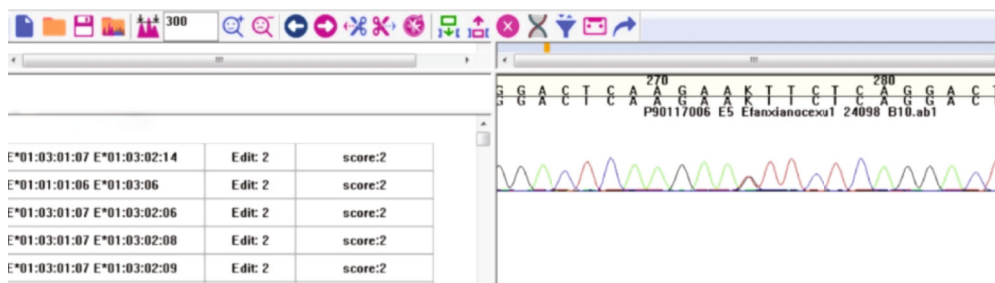 300
270 280
G G A C T C A A G A A K T T C T C A G G A C T
G G A C T C A A G A A K T T C T C A G G A C T
P90117006 E5 Efanxiangcexu1 24098 B10.ab1
E*01:03:01:07 E*01:03:02:14 Edit: 2 score:2
E*01:01:01:06 E*01:03:06 Edit: 2 score:2
E*01:03:01:07 E*01:03:02:06 Edit: 2 score:2
E*01:03:01:07 E*01:03:02:08 Edit: 2 score:2
E*01:03:01:07 E*01:03:02:09 Edit: 2 score:2